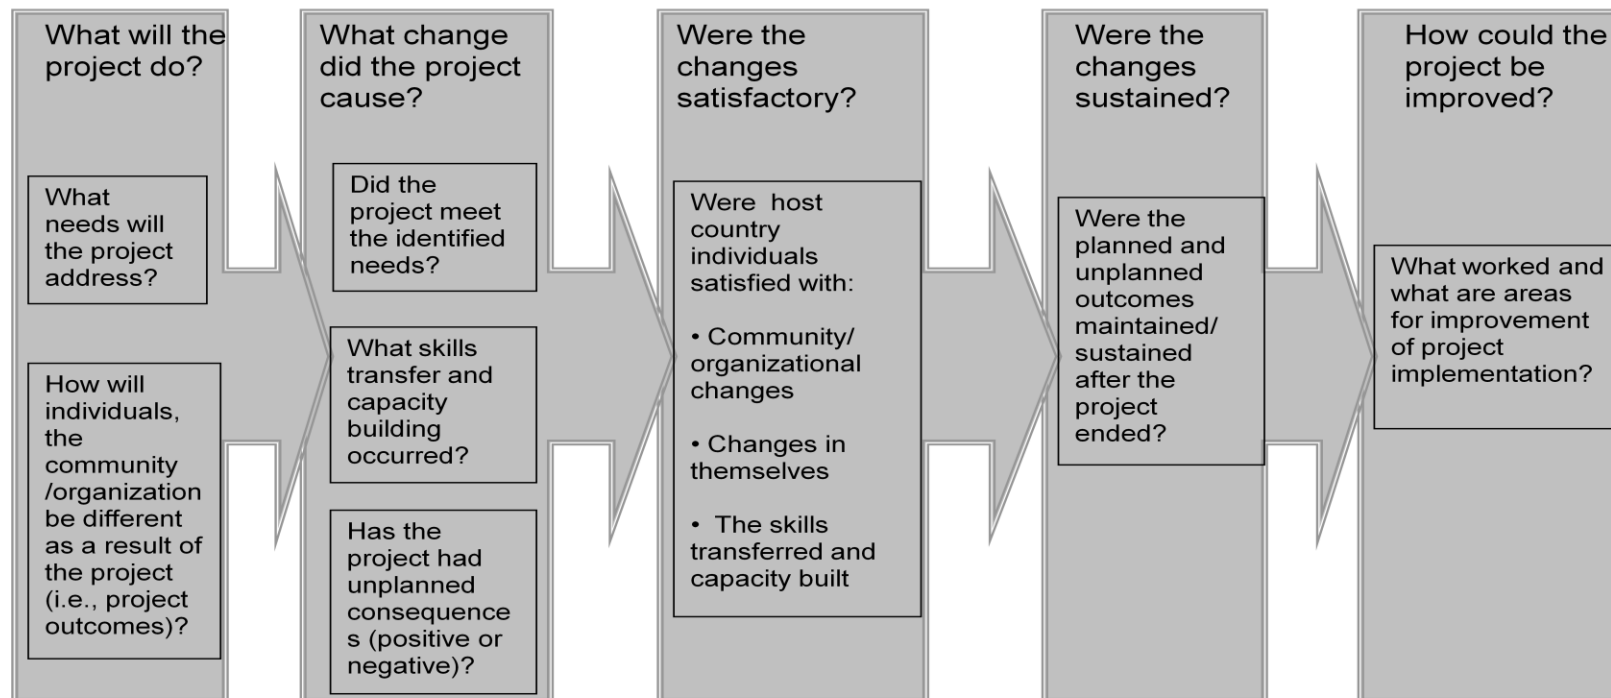 What will the
project do?
What
needs will
the project
address?
How will
individuals,
the
community
/organization
be different
as a result of
the project
(i.e., project
outcomes)?
What change
did the project
cause?
Did the
project meet
the identified
needs?
What skills
transfer and
capacity
building
occurred?
Has the
project had
unplanned
consequence
s (positive or
negative)?
Were the
changes
satisfactory?
Were  host
country
individuals
satisfied with:
• Community/
organizational
changes
• Changes in
themselves
•  The skills
transferred and
capacity built
Were the
changes
sustained?
Were the
planned and
unplanned
outcomes
maintained/
sustained
after the
project
ended?
How could the
project be
improved?
What worked and
what are areas
for improvement
of project
implementation?